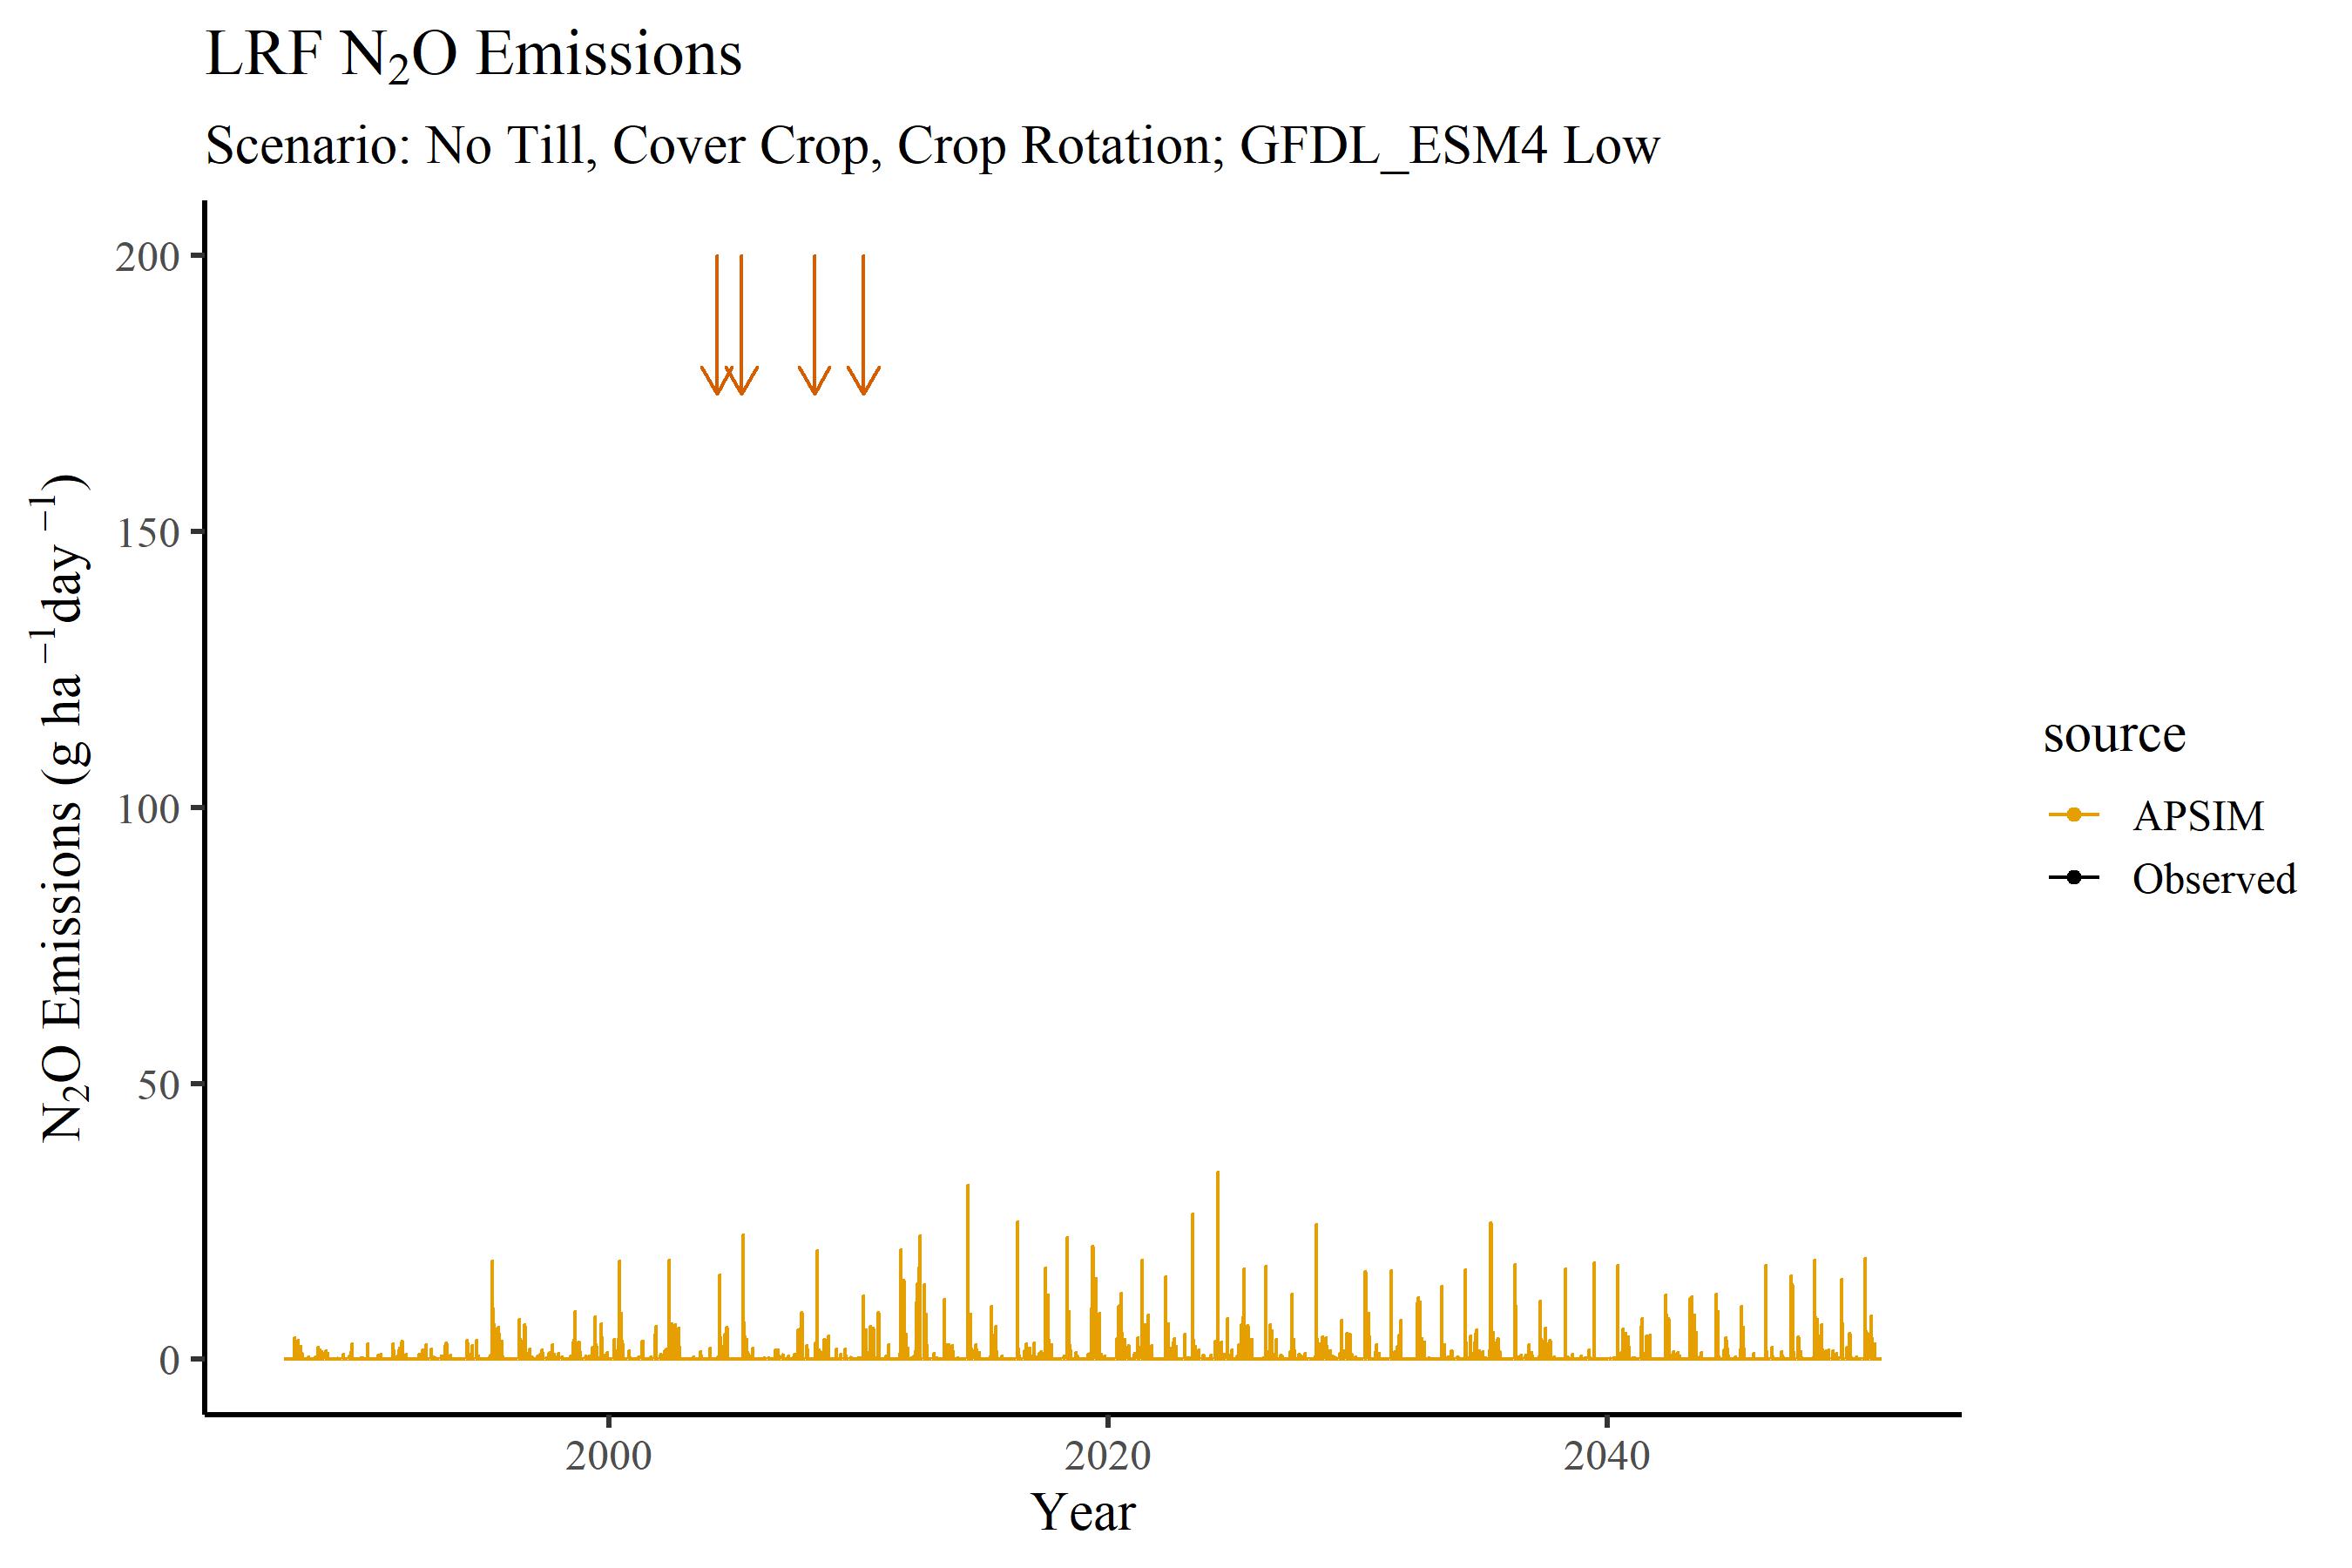 LRF N₂O Emissions
Scenario: No Till, Cover Crop, Crop Rotation; GFDL_ESM4 Low
N₂O Emissions (g ha ⁻¹day ⁻¹)
200
150
100
50
0
2000 2020 2040
Year
source
APSIM
Observed